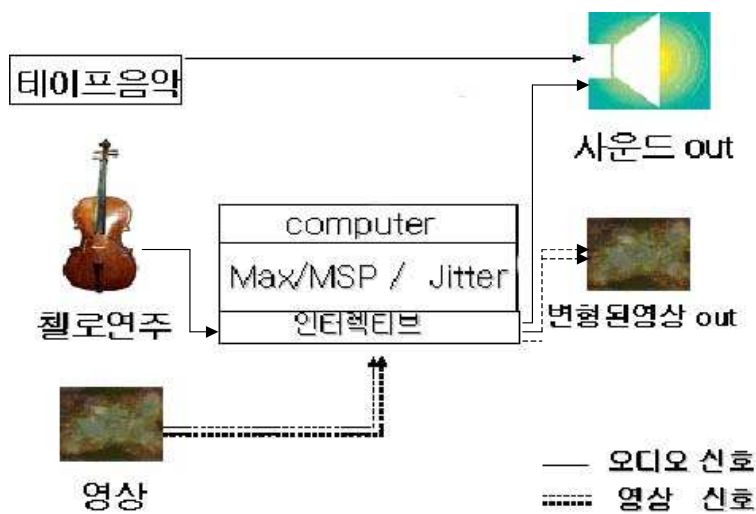 테이프음악
사운드 out
computer
Max/MSP / Jitter
인터렉티브
첼로연주
변형된영상 out
영상
오디오 신호
영상 신호